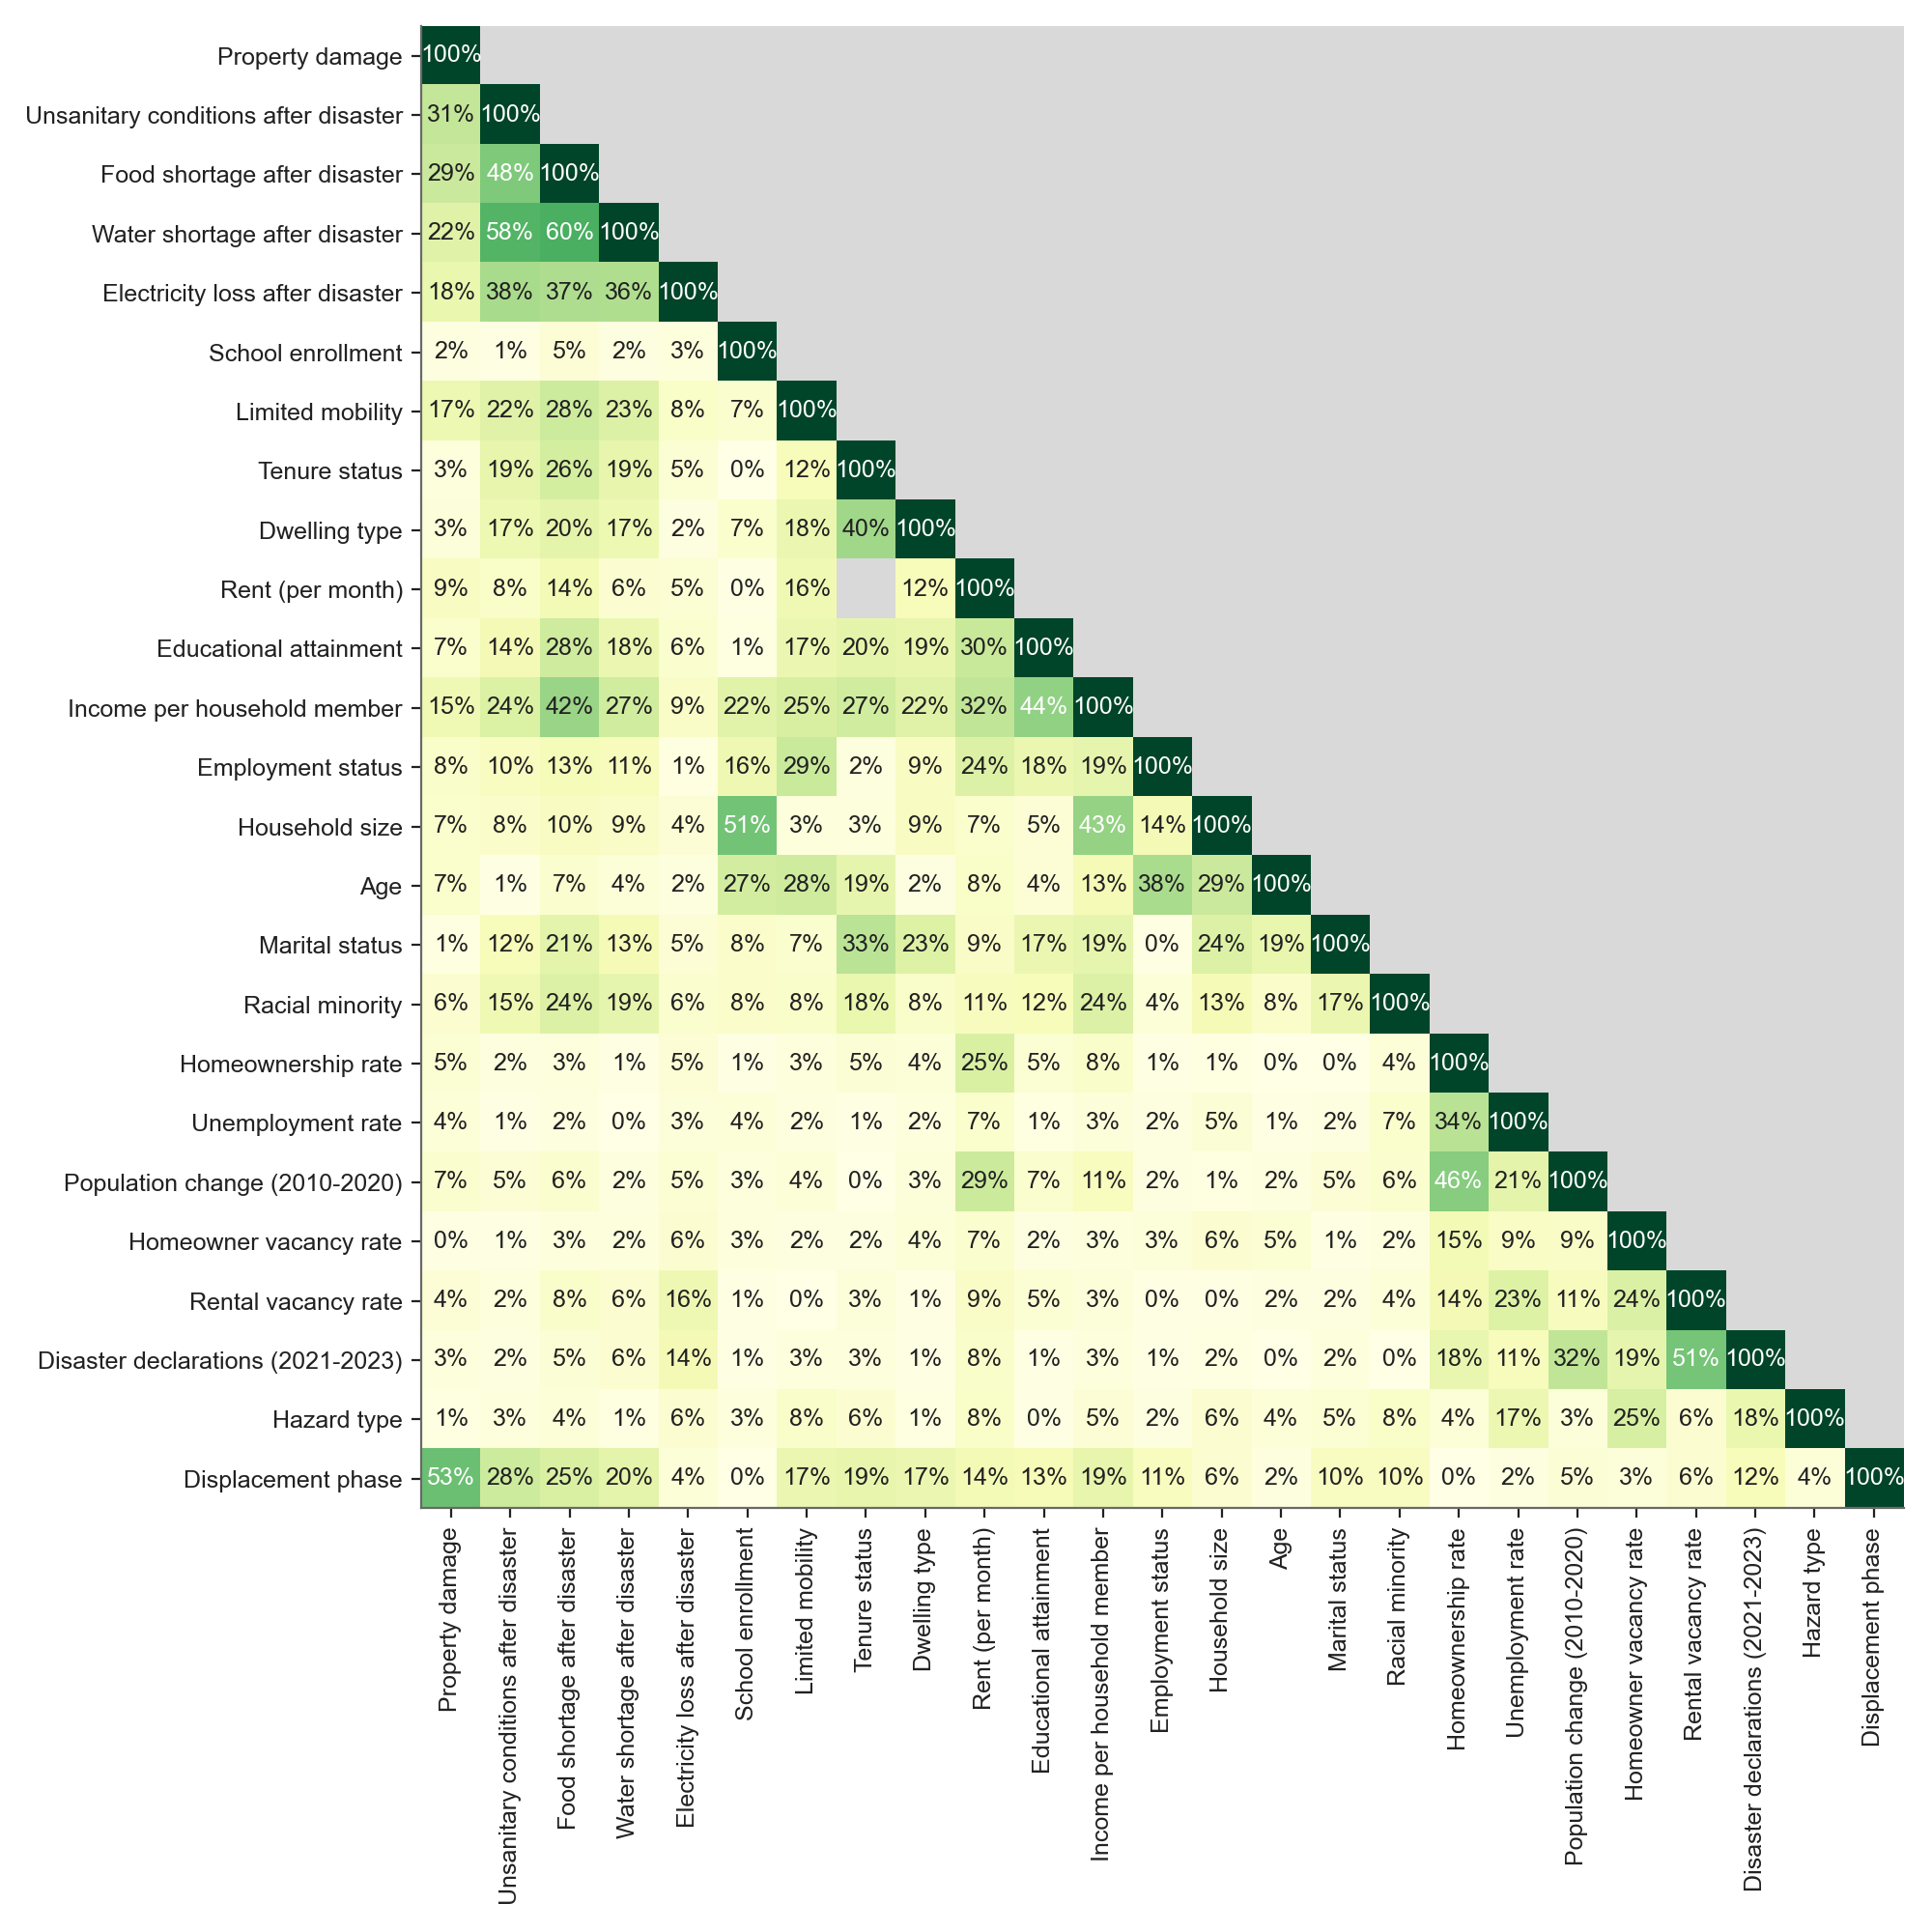 Property damage 100%
Unsanitary conditions after disaster 31% 100%
Food shortage after disaster 29% 48% 100%
Water shortage after disaster 22% 58% 60% 100%
Electricity loss after disaster 18% 38% 37% 36% 100%
School enrollment 2% 1% 5% 2% 3% 100%
Limited mobility 17% 22% 28% 23% 8% 7% 100%
Tenure status 3% 19% 26% 19% 5% 0% 12% 100%
Dwelling type 3% 17% 20% 17% 2% 7% 18% 40% 100%
Rent (per month) 9% 8% 14% 6% 5% 0% 16% 12% 100%
Educational attainment 7% 14% 28% 18% 6% 1% 17% 20% 19% 30% 100%
Income per household member 15% 24% 42% 27% 9% 22% 25% 27% 22% 32% 44% 100%
Employment status 8% 10% 13% 11% 1% 16% 29% 2% 9% 24% 18% 19% 100%
Household size 7% 8% 10% 9% 4% 51% 3% 3% 9% 7% 5% 43% 14% 100%
Age 7% 1% 7% 4% 2% 27% 28% 19% 2% 8% 4% 13% 38% 29% 100%
Marital status 1% 12% 21% 13% 5% 8% 7% 33% 23% 9% 17% 19% 0% 24% 19% 100%
Racial minority 6% 15% 24% 19% 6% 8% 8% 18% 8% 11% 12% 24% 4% 13% 8% 17% 100%
Homeownership rate 5% 2% 3% 1% 5% 1% 3% 5% 4% 25% 5% 8% 1% 1% 0% 0% 4% 100%
Unemployment rate 4% 1% 2% 0% 3% 4% 2% 1% 2% 7% 1% 3% 2% 5% 1% 2% 7% 34% 100%
Population change (2010-2020) 7% 5% 6% 2% 5% 3% 4% 0% 3% 29% 7% 11% 2% 1% 2% 5% 6% 46% 21% 100%
Homeowner vacancy rate 0% 1% 3% 2% 6% 3% 2% 2% 4% 7% 2% 3% 3% 6% 5% 1% 2% 15% 9% 9% 100%
Rental vacancy rate 4% 2% 8% 6% 16% 1% 0% 3% 1% 9% 5% 3% 0% 0% 2% 2% 4% 14% 23% 11% 24% 100%
Disaster declarations (2021-2023) 3% 2% 5% 6% 14% 1% 3% 3% 1% 8% 1% 3% 1% 2% 0% 2% 0% 18% 11% 32% 19% 51% 100%
Hazard type 1% 3% 4% 1% 6% 3% 8% 6% 1% 8% 0% 5% 2% 6% 4% 5% 8% 4% 17% 3% 25% 6% 18% 100%
Displacement phase 53% 28% 25% 20% 4% 0% 17% 19% 17% 14% 13% 19% 11% 6% 2% 10% 10% 0% 2% 5% 3% 6% 12% 4% 100%
Property damage
Unsanitary conditions after disaster
Food shortage after disaster
Water shortage after disaster
Electricity loss after disaster
School enrollment
Limited mobility
Tenure status
Dwelling type
Rent (per month)
Educational attainment
Income per household member
Employment status
Household size
Age
Marital status
Racial minority
Homeownership rate
Unemployment rate
Population change (2010-2020)
Homeowner vacancy rate
Rental vacancy rate
Disaster declarations (2021-2023)
Hazard type
Displacement phase